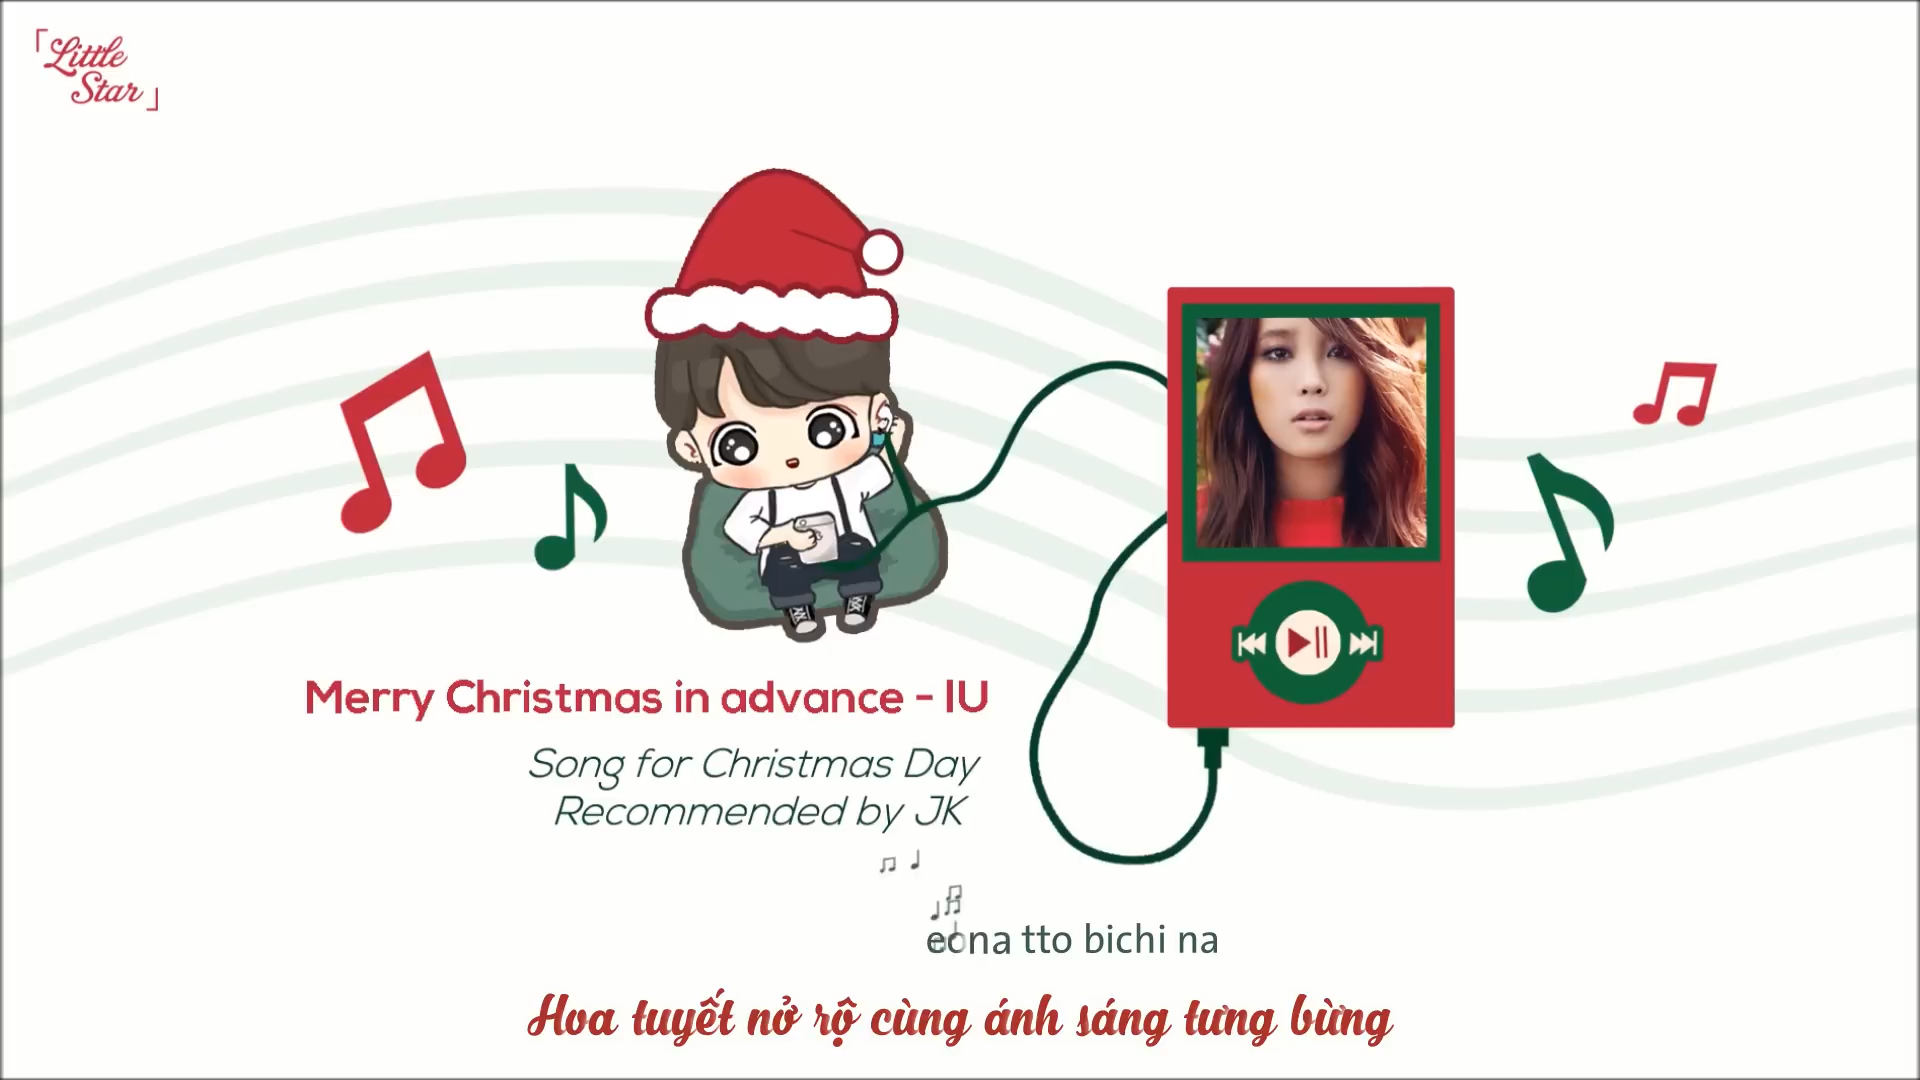 「Little
Star」
Merry Christmas in advance - IU
Song for Christmas Day
Recommended by JK
eona tto bichi na
Hoa tuyết nở rộ cùng ánh sáng tưng bừng